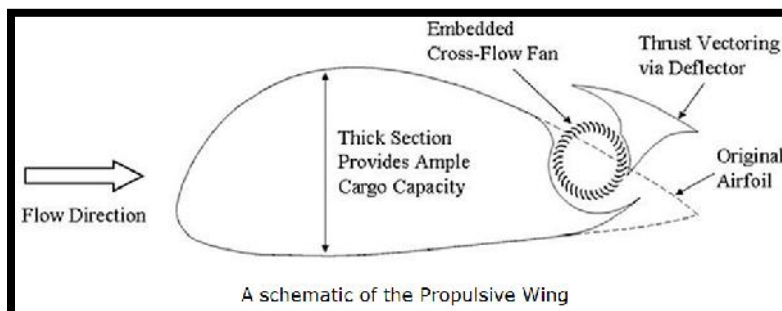 Embedded
Cross-Flow Fan
Thrust Vectoring
via Deflector
Thick Section
Provides Ample
Cargo Capacity
Original
Airfoil
Flow Direction
A schematic of the Propulsive Wing